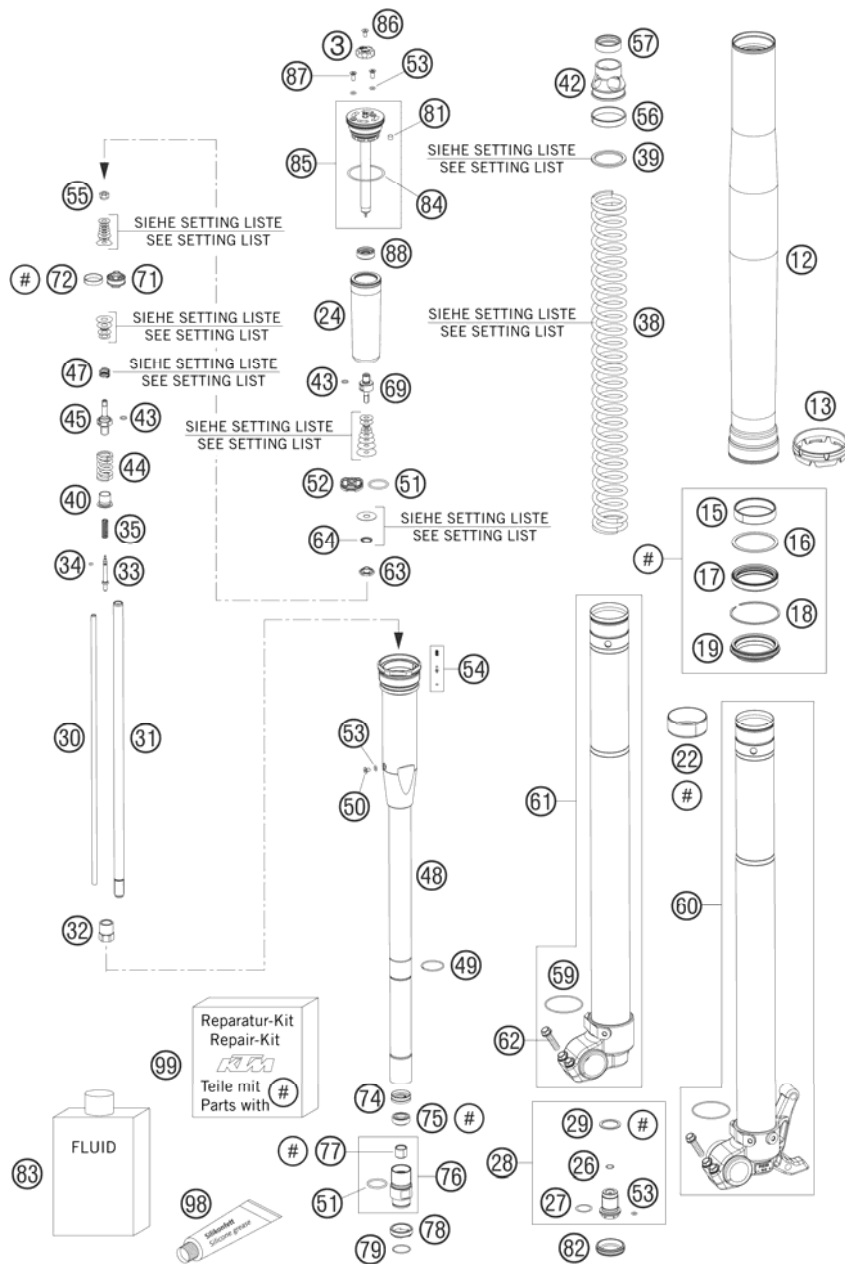 86
3
87
53
81
85
84
57
42
56
SIEHE SETTING LISTE
SEE SETTING LIST
39
12
13
55
SIEHE SETTING LISTE
SEE SETTING LIST
# 72 71
SIEHE SETTING LISTE
SEE SETTING LIST
47
SIEHE SETTING LISTE
SEE SETTING LIST
45 43
44
40
35
34 33
88
24
43 69
SIEHE SETTING LISTE
SEE SETTING LIST
52 51
SIEHE SETTING LISTE
SEE SETTING LIST
64
63
SIEHE SETTING LISTE
SEE SETTING LIST
38
15
16
#
17
18
19
30 31
32
54
53
50
48
49
61
22
#
60
59
62
Reparatur-Kit
Repair-Kit
KTM
Teile mit
Parts with #
99
FLUID
83
Silikonfett
Silicone grease
98
74
75 #
# 77
76
51
78
79
29 #
28
26
27
53
82